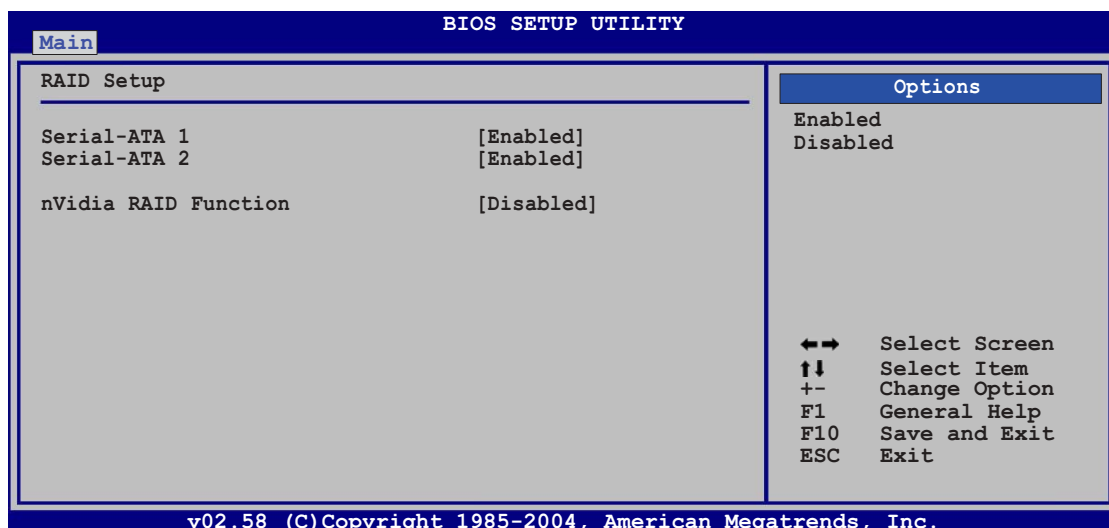 BIOS SETUP UTILITY
Main
RAID Setup
Serial-ATA 1 [Enabled]
Serial-ATA 2 [Enabled]
nVidia RAID Function [Disabled]
Options
Enabled
Disabled
←→ Select Screen
↑↓ Select Item
+- Change Option
F1 General Help
F10 Save and Exit
ESC Exit
v02.58 (C)Copyright 1985-2004, American Megatrends, Inc.